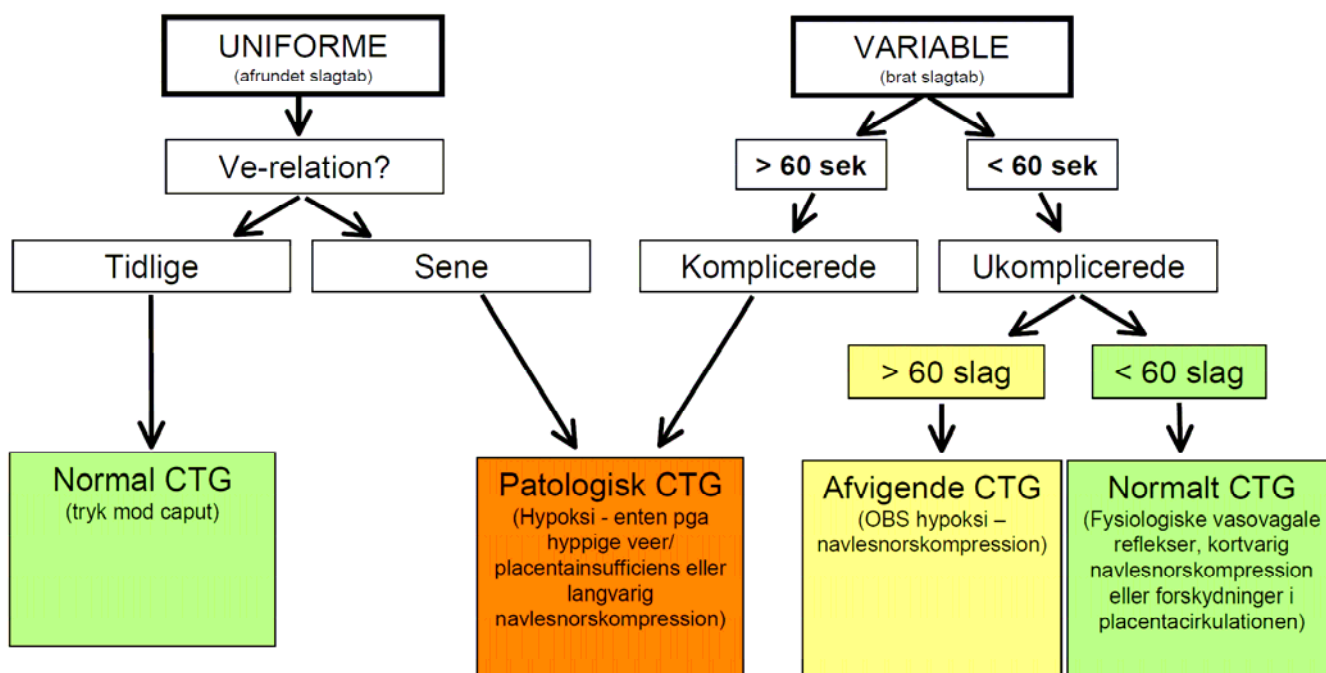 UNIFORME
(afrundet slagtab)
VARIABLE
(brat slagtab)
Ve-relation?
> 60 sek
< 60 sek
Tidlige
Sene
Komplicerede
Ukomplicerede
> 60 slag
< 60 slag
Normal CTG
(tryk mod caput)
Patologisk CTG
(Hypoksi - enten pga
hyppige veer/
placentainsufficiens eller
langvarig
navlesnorskompression)
Afvigende CTG
(OBS hypoksi –
navlesnorskompression)
Normalt CTG
(Fysiologiske vasovagale
reflekser, kortvarig
navlesnorskompression
eller forskydninger i
placentacirkulationen)